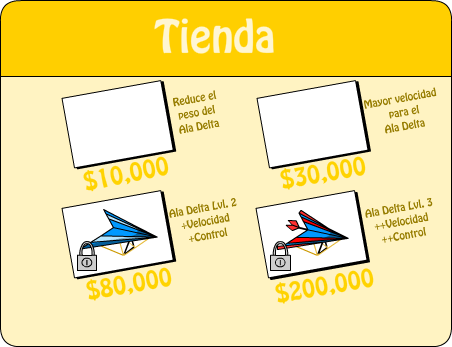 Tienda
Reduce el
peso del
Ala Delta
$10,000
Mayor velocidad
para el
Ala Delta
$30,000
Ala Delta Lvl. 2
+Velocidad
+Control
$80,000
Ala Delta Lvl. 3
++Velocidad
++Control
$200,000